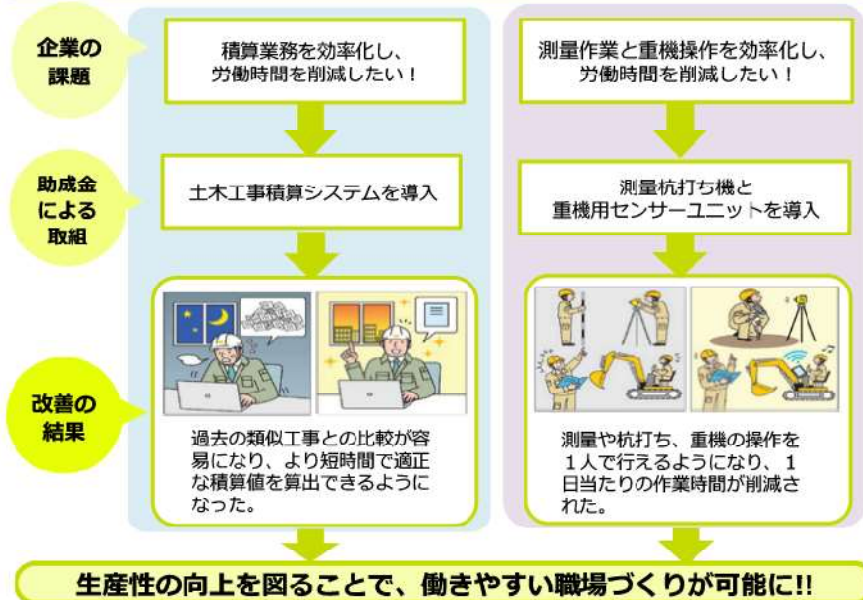 企業の
課題
積算業務を効率化し、
労働時間を削減したい！
測量作業と重機操作を効率化し、
労働時間を削減したい！
助成金
による
取組
土木工事積算システムを導入
測量杭打ち機と
重機用センサーユニットを導入
改善の
結果
過去の類似工事との比較が容
易になり、より短時間で適正
な積算値を算出できるように
なった。
測量や杭打ち、重機の操作を
１人で行えるようになり、１
日当たりの作業時間が削減さ
れた。
生産性の向上を図ることで、働きやすい職場づくりが可能に!!